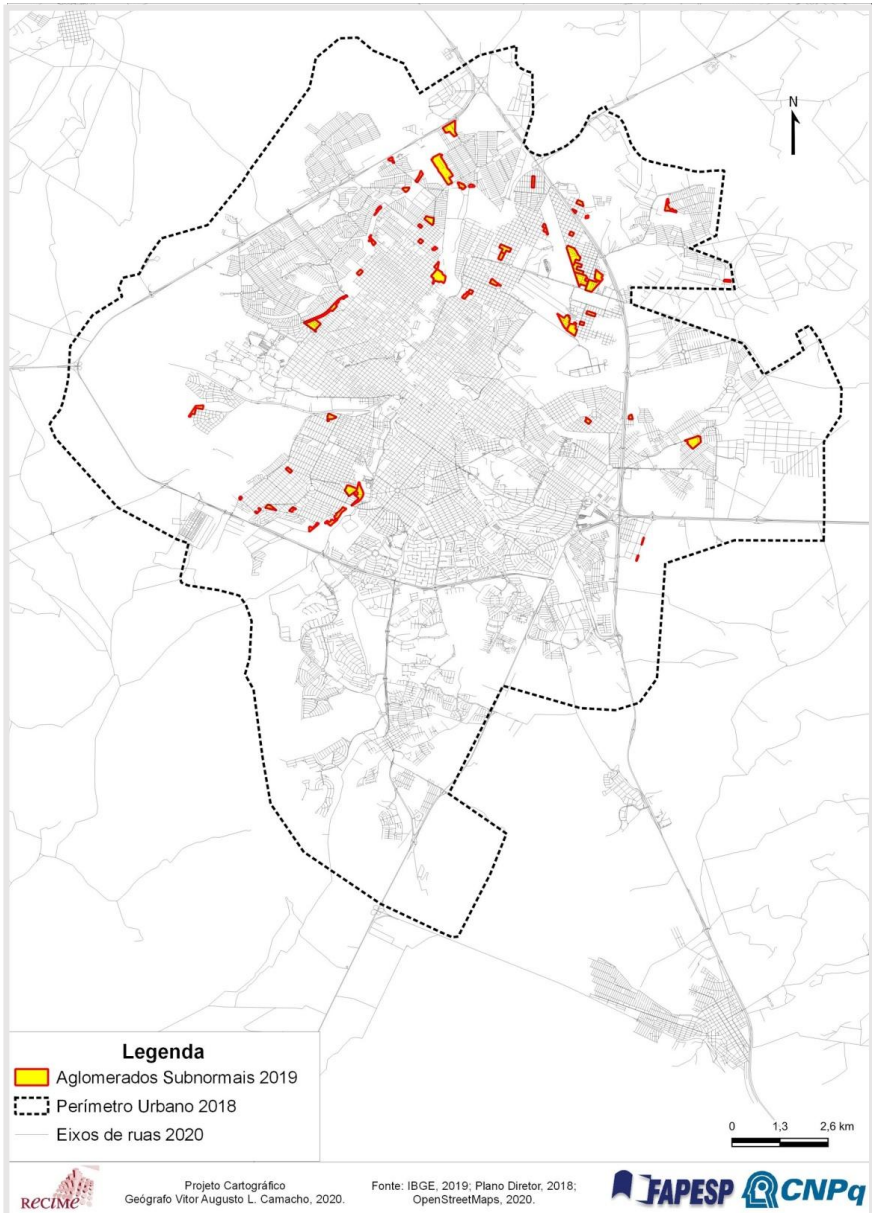 N
Legenda
Aglomerados Subnormais 2019
Perímetro Urbano 2018
Eixos de ruas 2020
0 1,3 2,6 km
ReCiMe
Projeto Cartográfico
Geógrafo Vitor Augusto L. Camacho, 2020.
Fonte: IBGE, 2019; Plano Diretor, 2018;
OpenStreetMaps, 2020.
FAPESP
CNPq